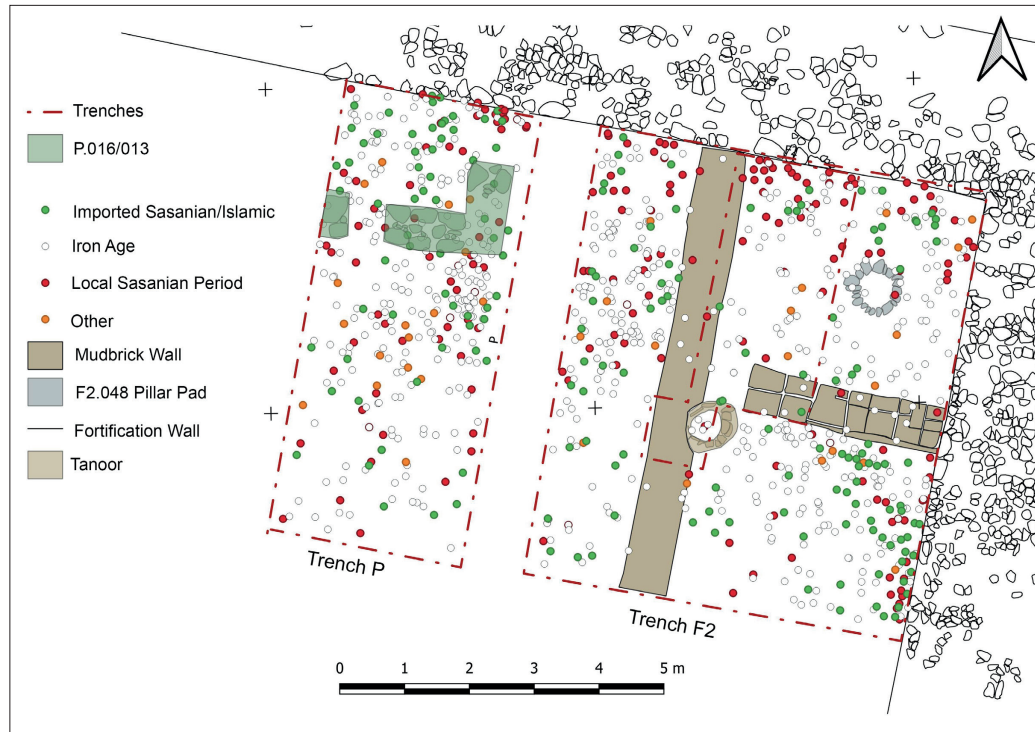 Trenches
P.016/013
Imported Sasanian/Islamic
Iron Age
Local Sasanian Period
Other
Mudbrick Wall
F2.048 Pillar Pad
Fortification Wall
Tanoor
P
Trench P
Trench F2
0 1 2 3 4 5 m